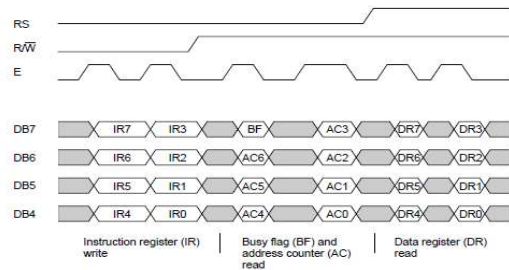 RS
R/W̅
E
DB7 IR7 IR3 BF AC3 DR7 DR3
DB6 IR6 IR2 AC6 AC2 DR6 DR2
DB5 IR5 IR1 AC5 AC1 DR5 DR1
DB4 IR4 IR0 AC4 AC0 DR4 DR0
Instruction register (IR) Busy flag (BF) and Data register (DR)
write address counter (AC) read
read